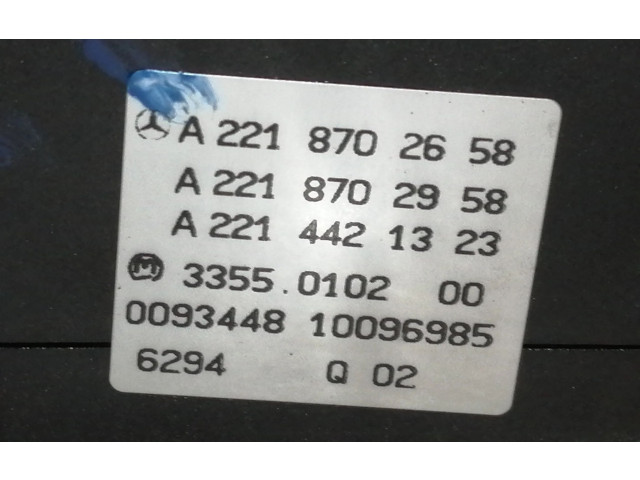 A 221 870 26 58
A 221 870 29 58
A 221 442 13 23
M 3355.0102 00
0093448 10096985
6294 Q 02